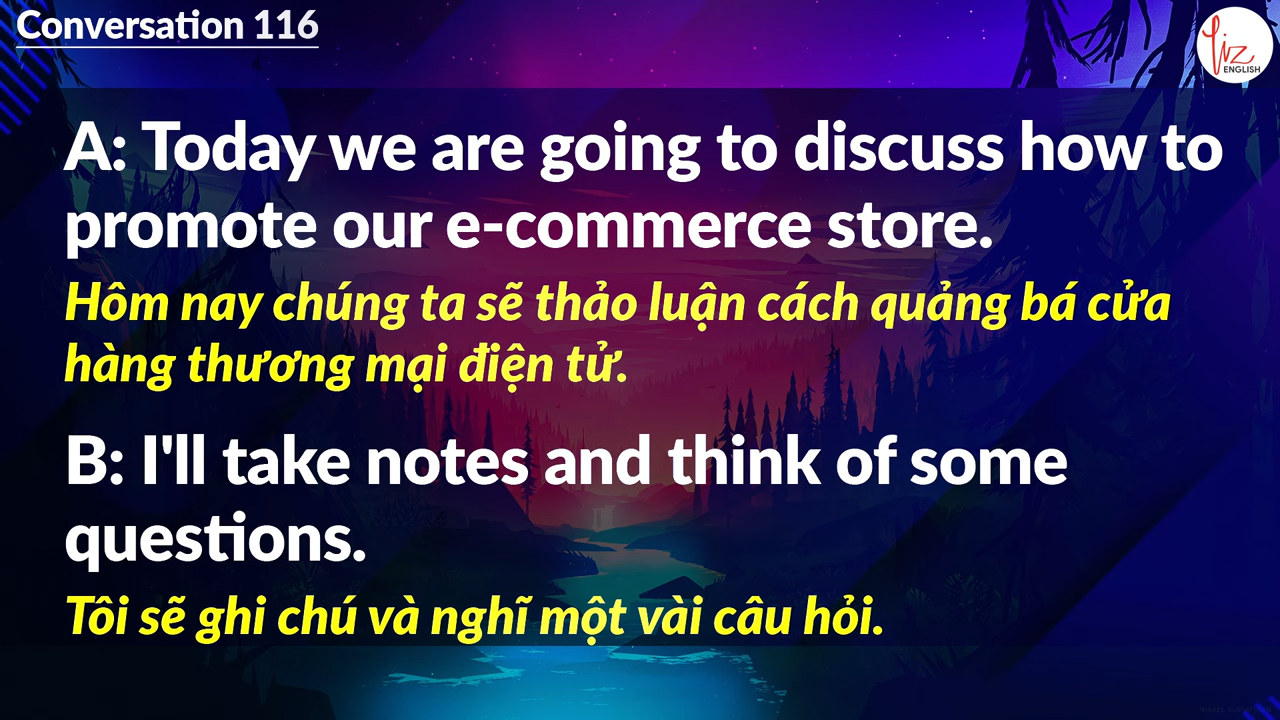 Conversation 116
Liz
ENGLISH
A: Today we are going to discuss how to
promote our e-commerce store.
Hôm nay chúng ta sẽ thảo luận cách quảng bá cửa
hàng thương mại điện tử.
B: I'll take notes and think of some
questions.
Tôi sẽ ghi chú và nghĩ một vài câu hỏi.